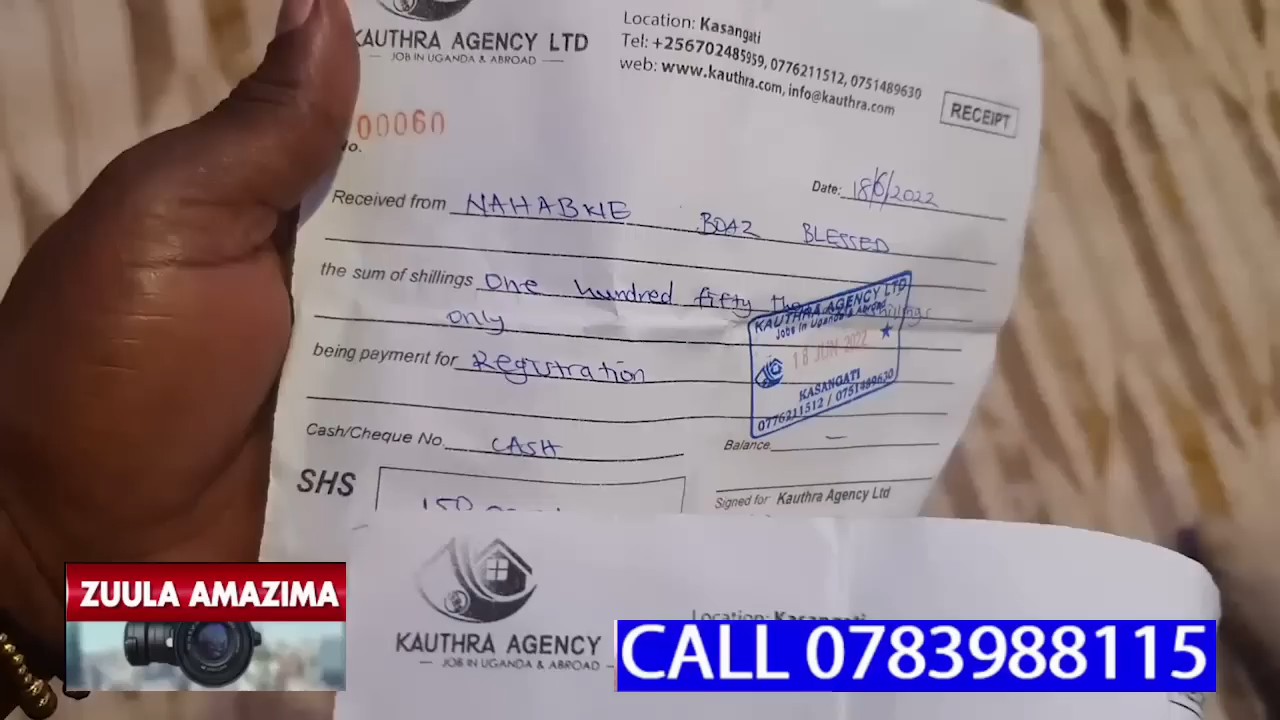 KAUTHRA AGENCY LTD
JOB IN UGANDA & ABROAD
Location: Kasangati
Tel: +256702485959, 0776211512, 0751489630
web: www.kauthra.com, info@kauthra.com
RECEIPT
00060
No.
Date: 18/6/2022
Received from NAHABWE BOAZ BLESSED
the sum of shillings One hundred fifty
only
being payment for Registration
KAUTHRA AGENCY LTD
Jobs in Uganda & Abroad
18 JUN 2022
KASANGATI
0776211512 / 0751489630
Cash/Cheque No. CASH
Balance –
SHS 150
Signed for Kauthra Agency Ltd
KAUTHRA AGENCY
JOB IN UGANDA & ABROAD
Location: Kasangati
ZUULA AMAZIMA
CALL 0783988115